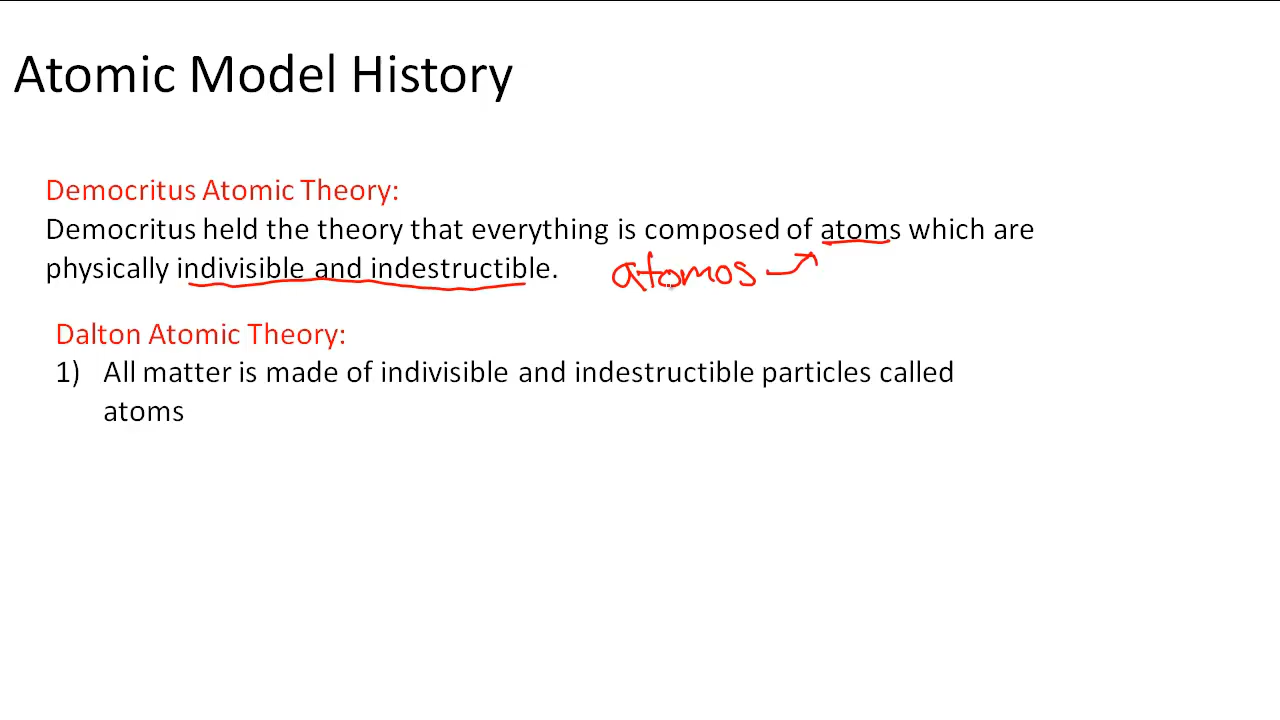 Atomic Model History
Democritus Atomic Theory:
Democritus held the theory that everything is composed of atoms which are
physically indivisible and indestructible.
atomos
Dalton Atomic Theory:
1) All matter is made of indivisible and indestructible particles called
atoms